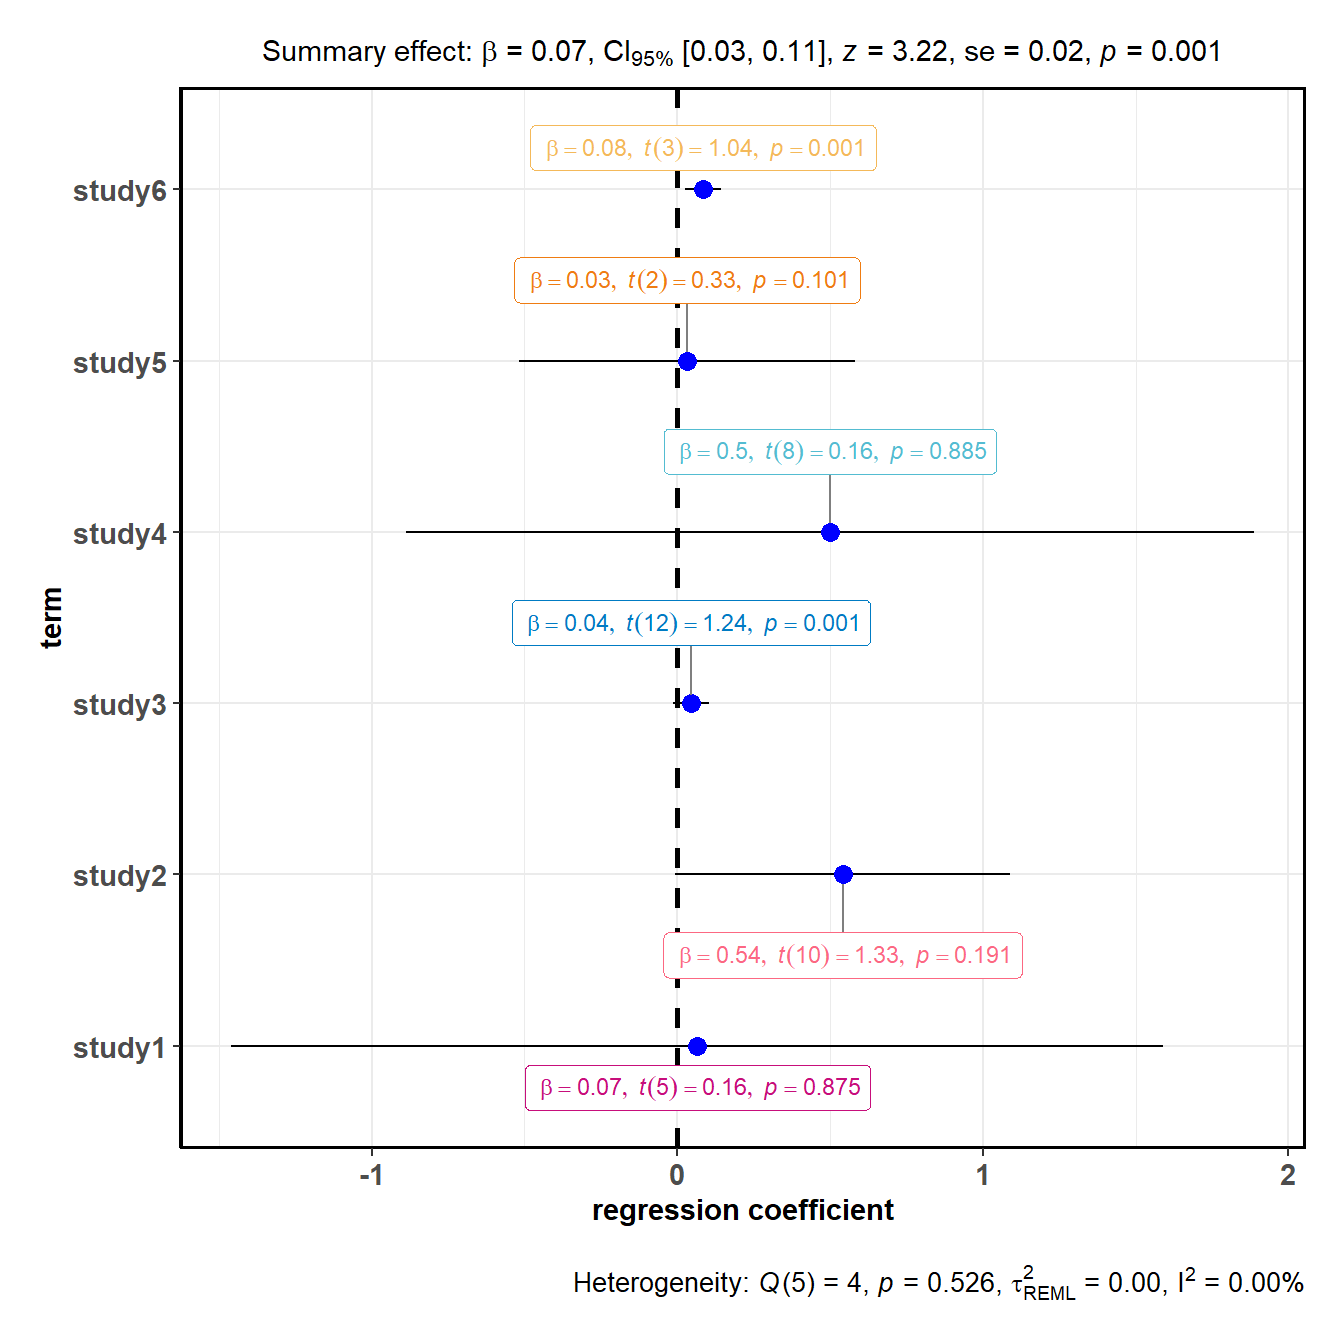 Summary effect: β = 0.07, CI95% [0.03, 0.11], z = 3.22, se = 0.02, p = 0.001
β = 0.08, t(3) = 1.04, p = 0.001
study6
β = 0.03, t(2) = 0.33, p = 0.101
study5
β = 0.5, t(8) = 0.16, p = 0.885
study4
term
β = 0.04, t(12) = 1.24, p = 0.001
study3
study2
β = 0.54, t(10) = 1.33, p = 0.191
study1
β = 0.07, t(5) = 0.16, p = 0.875
-1 0 1 2
regression coefficient
Heterogeneity: Q(5) = 4, p = 0.526, τ²REML = 0.00, I² = 0.00%